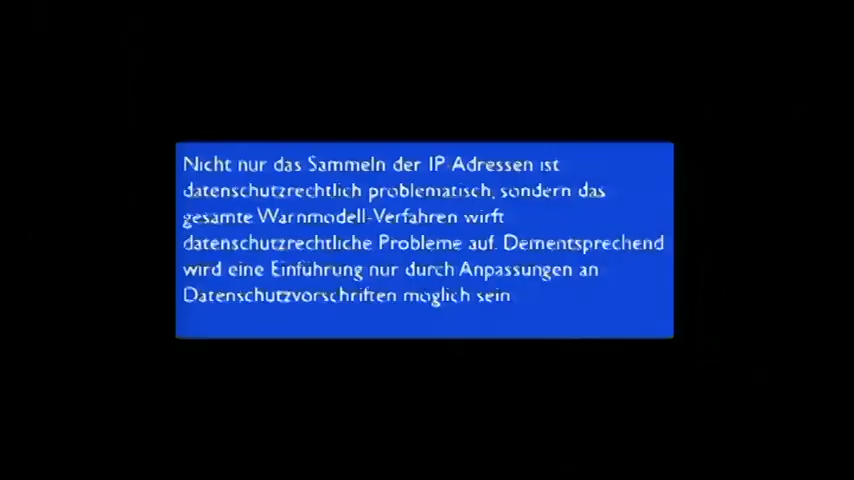 Nicht nur das Sammeln der IP Adressen ist
datenschutzrechtlich problematisch, sondern das
gesamte Warnmodell-Verfahren wirft
datenschutzrechtliche Probleme auf. Dementsprechend
wird eine Einführung nur durch Anpassungen an
Datenschutzvorschriften möglich sein